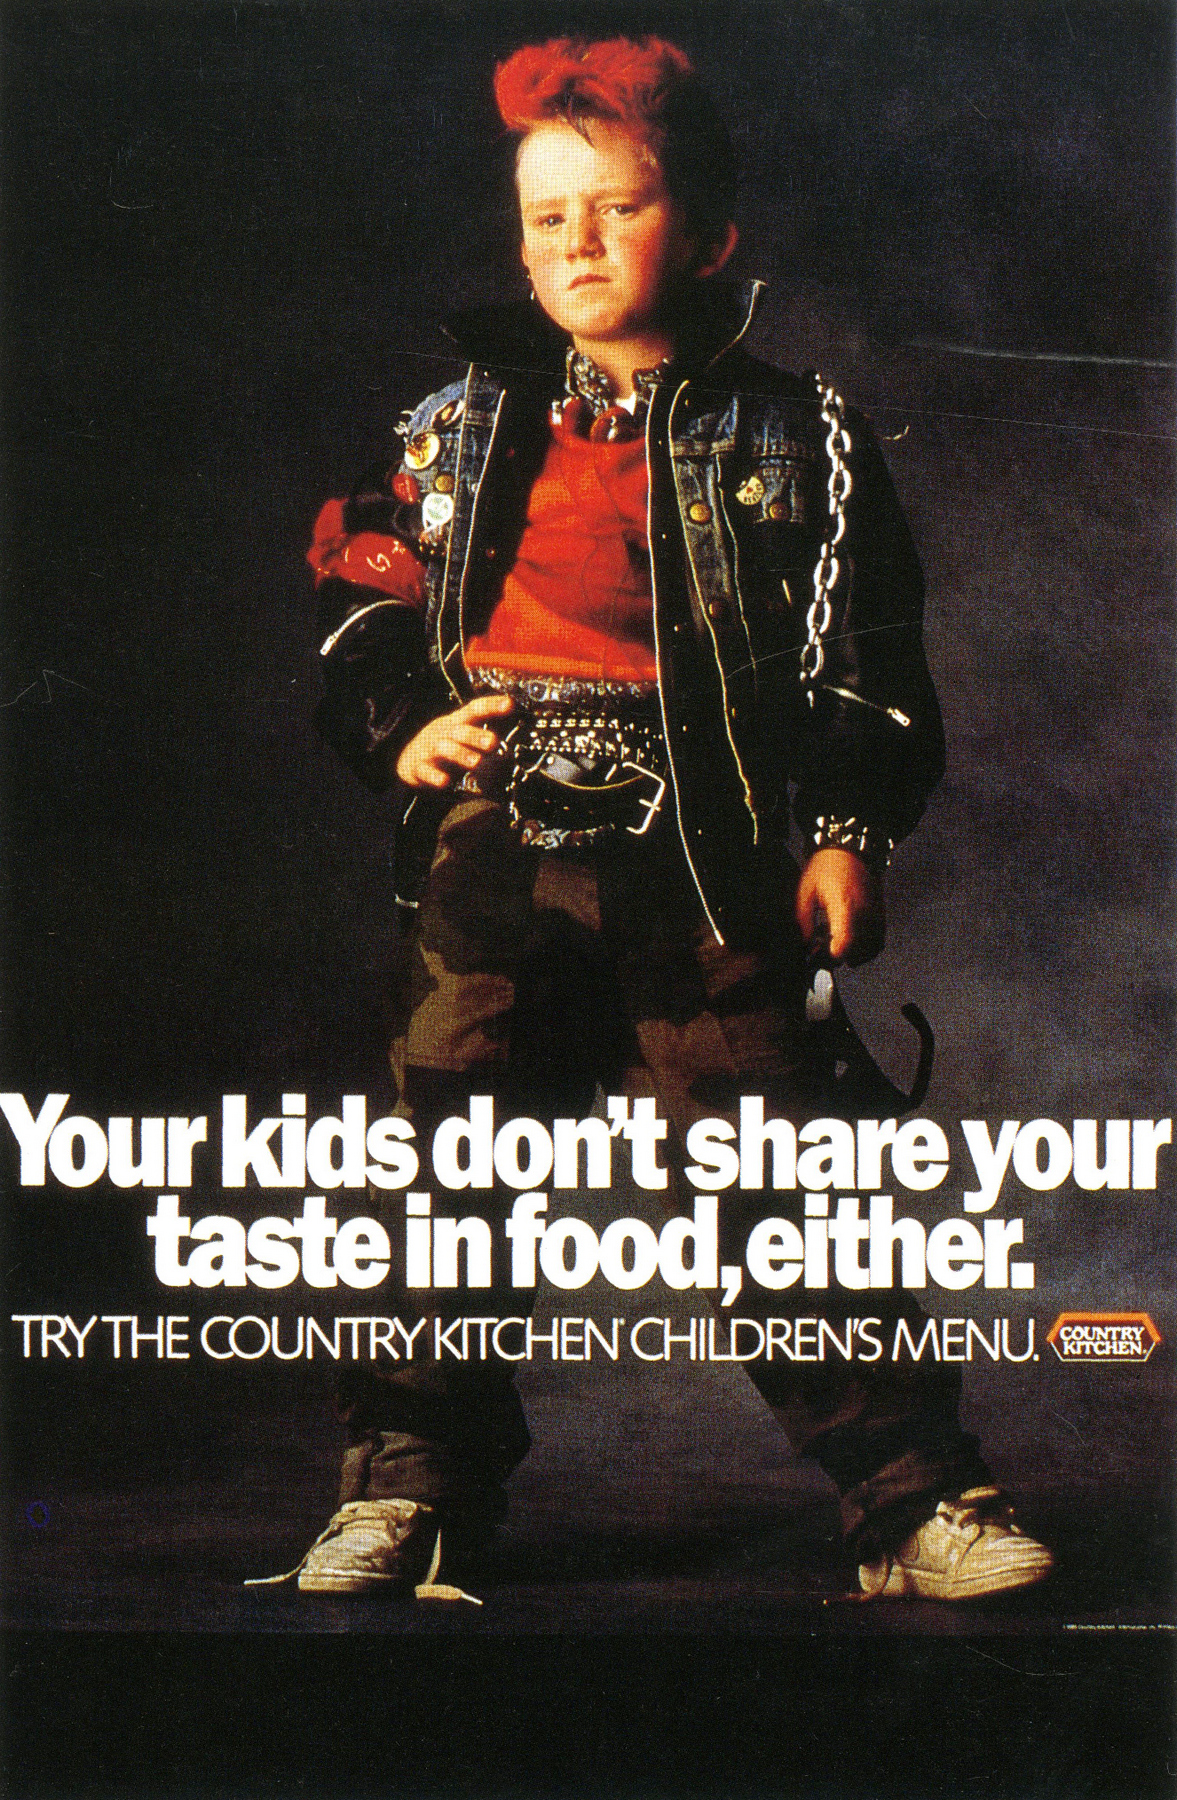 Your kids don't share your
taste in food, either.
TRY THE COUNTRY KITCHEN® CHILDREN'S MENU.
COUNTRY
KITCHEN®